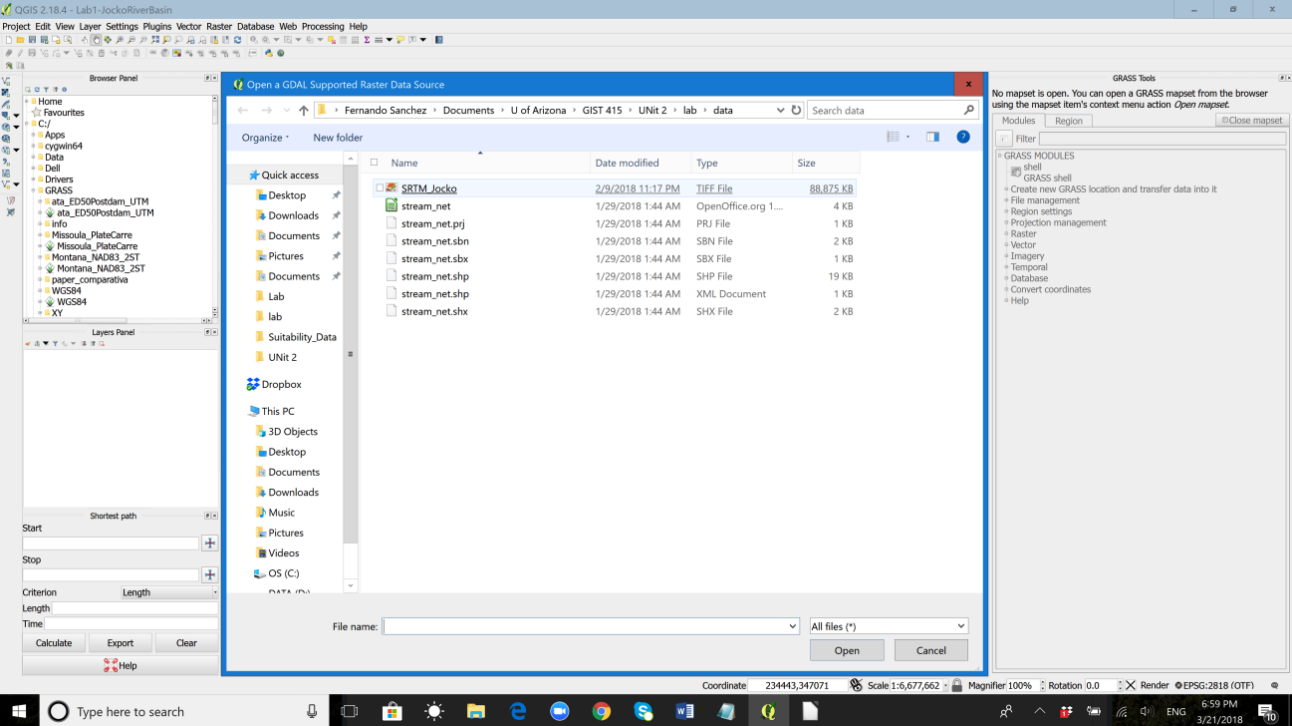 QGIS 2.18.4 - Lab1-JockoRiverBasin
Project Edit View Layer Settings Plugins Vector Raster Database Web Processing Help
Browser Panel
Home
Favourites
C:/
Apps
cygwin64
Data
Dell
Drivers
GRASS
ata_ED50Postdam_UTM
ata_ED50Postdam_UTM
info
Missoula_PlateCarre
Missoula_PlateCarre
Montana_NAD83_2ST
Montana_NAD83_2ST
paper_comparativa
WGS84
WGS84
XY
Layers Panel
Shortest path
Start
Stop
Criterion Length
Length
Time
Calculate Export Clear
Help
Open a GDAL Supported Raster Data Source x
Fernando Sanchez › Documents › U of Arizona › GIST 415 › UNit 2 › lab › data
Search data
Organize New folder ?
Quick access
Desktop
Downloads
Documents
Pictures
Documents
Lab
lab
Suitability_Data
UNit 2
Dropbox
This PC
3D Objects
Desktop
Documents
Downloads
Music
Pictures
Videos
OS (C:)
DATA (D:)
Name Date modified Type Size
SRTM_Jocko 2/9/2018 11:17 PM TIFF File 88,875 KB
stream_net 1/29/2018 1:44 AM OpenOffice.org 1.... 4 KB
stream_net.prj 1/29/2018 1:44 AM PRJ File 1 KB
stream_net.sbn 1/29/2018 1:44 AM SBN File 2 KB
stream_net.sbx 1/29/2018 1:44 AM SBX File 1 KB
stream_net.shp 1/29/2018 1:44 AM SHP File 19 KB
stream_net.shp 1/29/2018 1:44 AM XML Document 1 KB
stream_net.shx 1/29/2018 1:44 AM SHX File 2 KB
File name: All files (*)
Open Cancel
GRASS Tools
No mapset is open. You can open a GRASS mapset from the browser
using the mapset item's context menu action Open mapset.
Modules Region Close mapset
Filter
GRASS MODULES
shell
GRASS shell
Create new GRASS location and transfer data into it
File management
Region settings
Projection management
Raster
Vector
Imagery
Temporal
Database
Convert coordinates
Help
Coordinate 234443,347071 Scale 1:6,677,662 Magnifier 100% Rotation 0.0 Render EPSG:2818 (OTF)
Type here to search
ENG
6:59 PM
3/21/2018
10